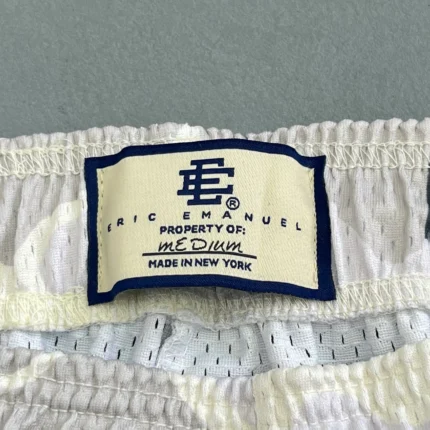 EE®
ERIC EMANUEL
PROPERTY OF:
mEDIum
MADE IN NEW YORK